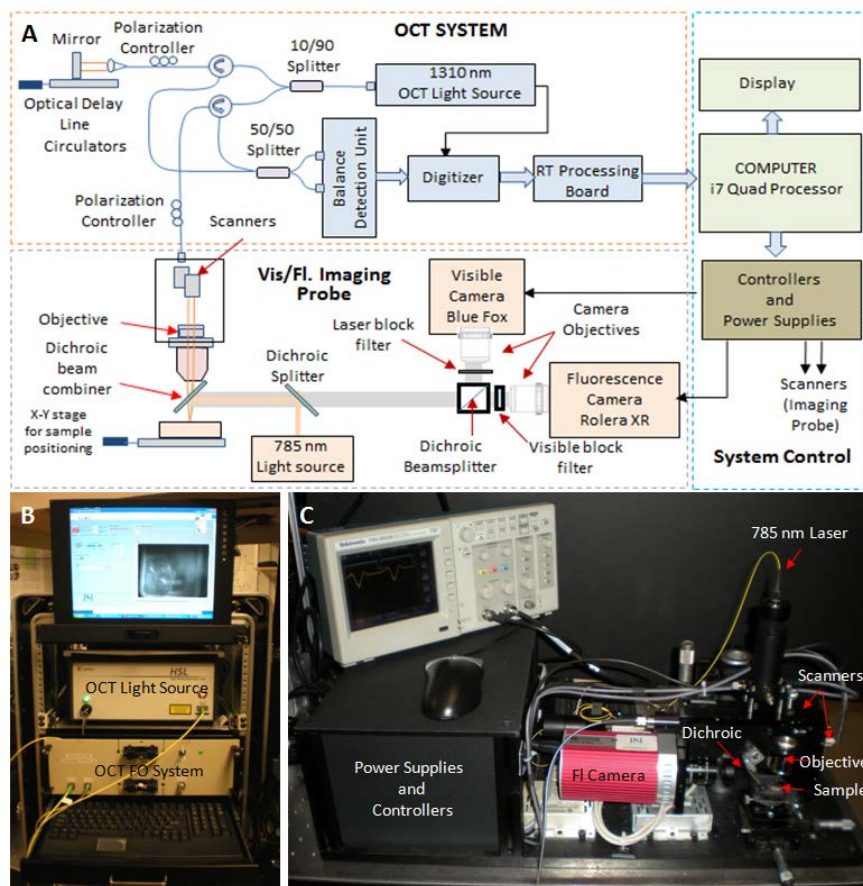 A
OCT SYSTEM
Mirror
Polarization
Controller
10/90
Splitter
1310 nm
OCT Light Source
Optical Delay
Line
Circulators
50/50
Splitter
Balance
Detection Unit
Digitizer
RT Processing
Board
Polarization
Controller
Scanners
Display
COMPUTER
i7 Quad Processor
Controllers
and
Power Supplies
Scanners
(Imaging
Probe)
System Control
Vis/Fl. Imaging
Probe
Visible
Camera
Blue Fox
Camera
Objectives
Laser block
filter
Objective
Dichroic
beam
combiner
Dichroic
Splitter
Fluorescence
Camera
Rolera XR
X-Y stage
for sample
positioning
785 nm
Light source
Dichroic
Beamsplitter
Visible block
filter
B
HSL
OCT Light Source
OCT FO System
C
Tektronix
785 nm Laser
Scanners
Dichroic
Objective
Sample
Fl Camera
PSI
Power Supplies
and
Controllers